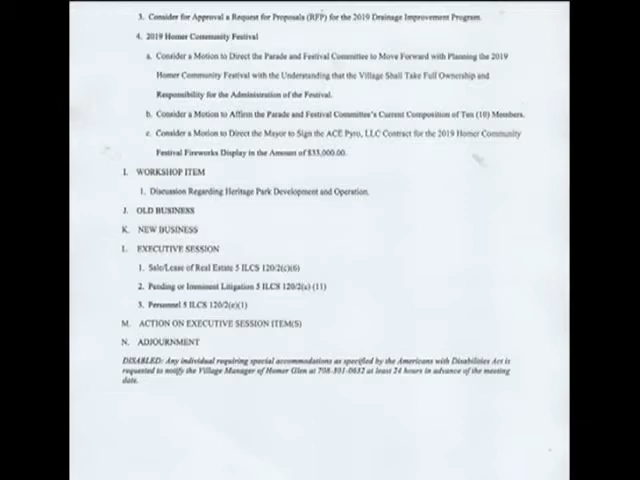 3. Consider for Approval a Request for Proposals (RFP) for the 2019 Drainage Improvement Program.
4. 2019 Homer Community Festival
a. Consider a Motion to Direct the Parade and Festival Committee to Move Forward with Planning the 2019
Homer Community Festival with the Understanding that the Village Shall Take Full Ownership and
Responsibility for the Administration of the Festival.
b. Consider a Motion to Affirm the Parade and Festival Committee's Current Composition of Ten (10) Members.
c. Consider a Motion to Direct the Mayor to Sign the ACE Pyro, LLC Contract for the 2019 Homer Community
Festival Fireworks Display in the Amount of $33,000.00.
I. WORKSHOP ITEM
1. Discussion Regarding Heritage Park Development and Operation.
J. OLD BUSINESS
K. NEW BUSINESS
L. EXECUTIVE SESSION
1. Sale/Lease of Real Estate 5 ILCS 120/2(c)(6)
2. Pending or Imminent Litigation 5 ILCS 120/2(c) (11)
3. Personnel 5 ILCS 120/2(c)(1)
M. ACTION ON EXECUTIVE SESSION ITEM(S)
N. ADJOURNMENT
DISABLED: Any individual requiring special accommodations as specified by the Americans with Disabilities Act is
requested to notify the Village Manager of Homer Glen at 708-301-0632 at least 24 hours in advance of the meeting
date.